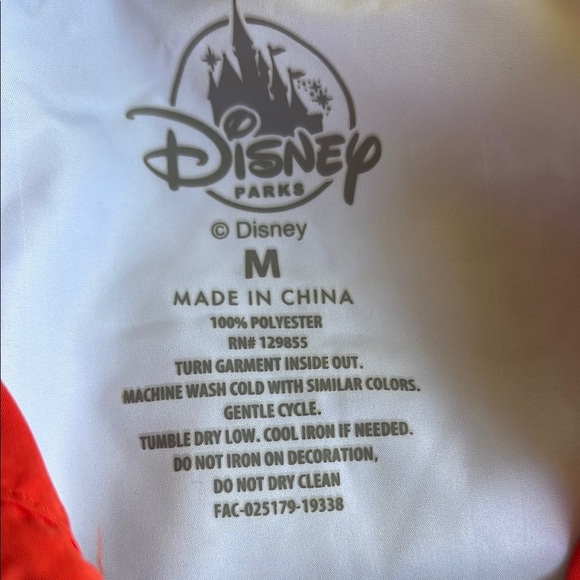 Disney
PARKS
© Disney
M
MADE IN CHINA
100% POLYESTER
RN# 129855
TURN GARMENT INSIDE OUT.
MACHINE WASH COLD WITH SIMILAR COLORS.
GENTLE CYCLE.
TUMBLE DRY LOW. COOL IRON IF NEEDED.
DO NOT IRON ON DECORATION,
DO NOT DRY CLEAN
FAC-025179-19338